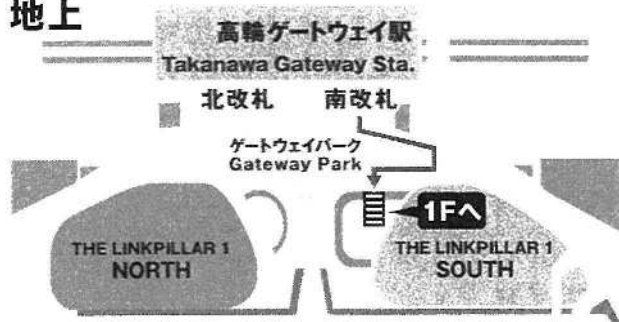 地上
高輪ゲートウェイ駅
Takanawa Gateway Sta.
北改札 南改札
ゲートウェイパーク
Gateway Park
1Fへ
THE LINKPILLAR 1
NORTH
THE LINKPILLAR 1
SOUTH